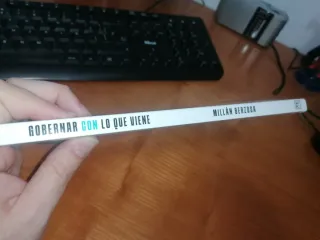 GOBERNAR CON LO QUE VIENE
MILLÁN BERZOSA